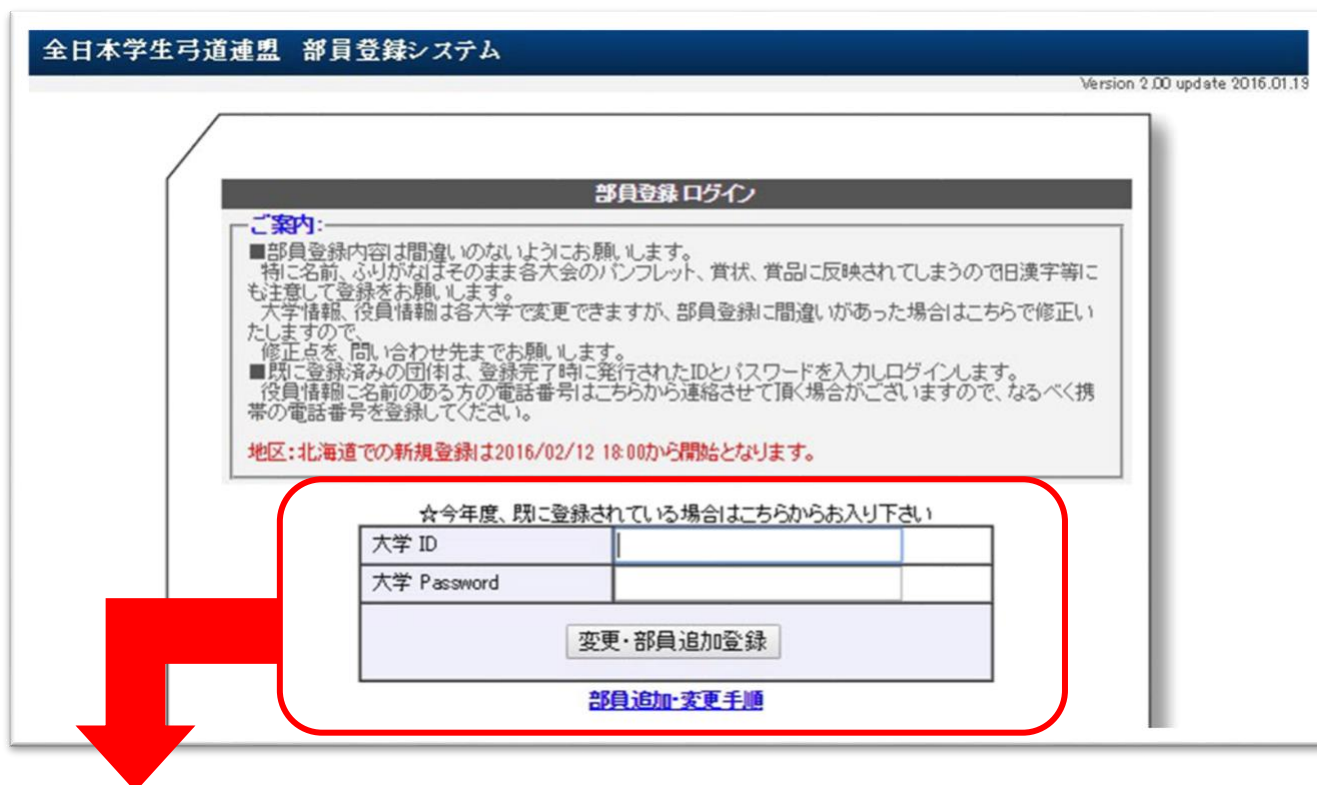 全日本学生弓道連盟　部員登録システム
Version 2.00 update 2016.01.19
部員登録 ログイン
ご案内:
■部員登録内容は間違いのないようにお願いします。
特に名前、ふりがなはそのまま各大会のパンフレット、賞状、賞品に反映されてしまうので旧漢字等に
も注意して登録をお願いします。
大学情報、役員情報は各大学で変更できますが、部員登録に間違いがあった場合はこちらで修正い
たしますので、
修正点を、問い合わせ先までお願いします。
■既に登録済みの団体は、登録完了時に発行されたIDとパスワードを入力しログインします。
役員情報に名前のある方の電話番号はこちらから連絡させて頂く場合がございますので、なるべく携
帯の電話番号を登録してください。
地区:北海道での新規登録は2016/02/12 18:00から開始となります。
☆今年度、既に登録されている場合はこちらからお入り下さい
大学 ID
大学 Password
変更・部員追加登録
部員追加・変更手順